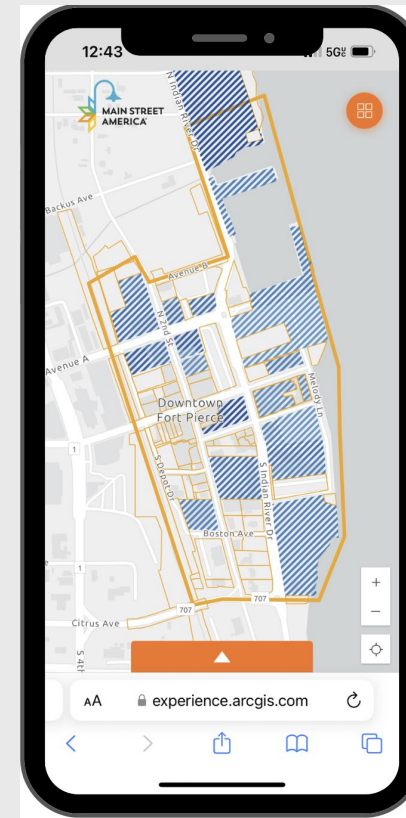 12:43
5G
MAIN STREET
AMERICA
N Indian River Dr
Backus Ave
Avenue B
N 2nd St
Avenue A
Downtown
Fort Pierce
Melody Ln
1
S Depot Dr
S Indian River Dr
Boston Ave
1
707
707
Citrus Ave
S 4th
+
−
AA
experience.arcgis.com